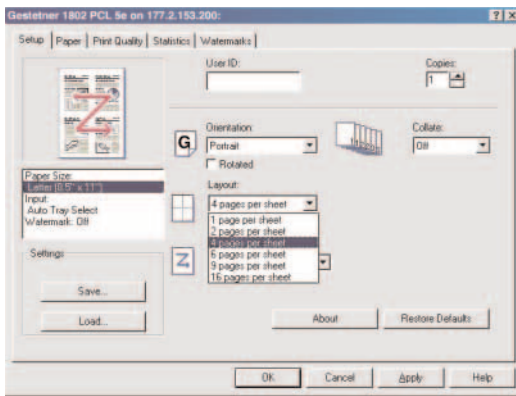 Gestetner 1802 PCL 5e on 177.2.153.200:
Setup Paper Print Quality Statistics Watermarks
User ID:
Copies:
1
Orientation:
Portrait
Rotated
Collate:
Off
G
Z
Paper Size:
Letter (8.5" x 11")
Input:
Auto Tray Select
Watermark: Off
Layout:
4 pages per sheet
1 page per sheet
2 pages per sheet
4 pages per sheet
6 pages per sheet
9 pages per sheet
16 pages per sheet
Z
Settings
Save...
Load...
About
Restore Defaults
OK
Cancel
Apply
Help